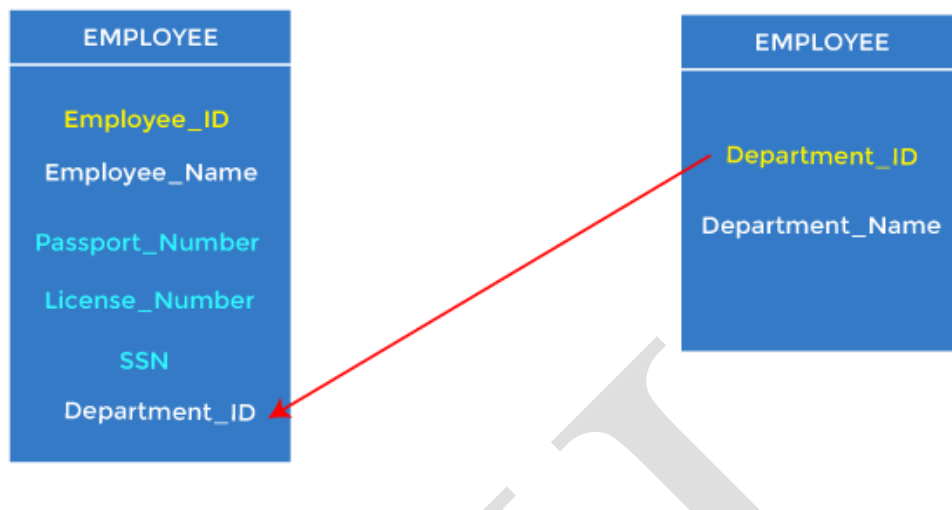 EMPLOYEE
Employee_ID
Employee_Name
Passport_Number
License_Number
SSN
Department_ID
EMPLOYEE
Department_ID
Department_Name